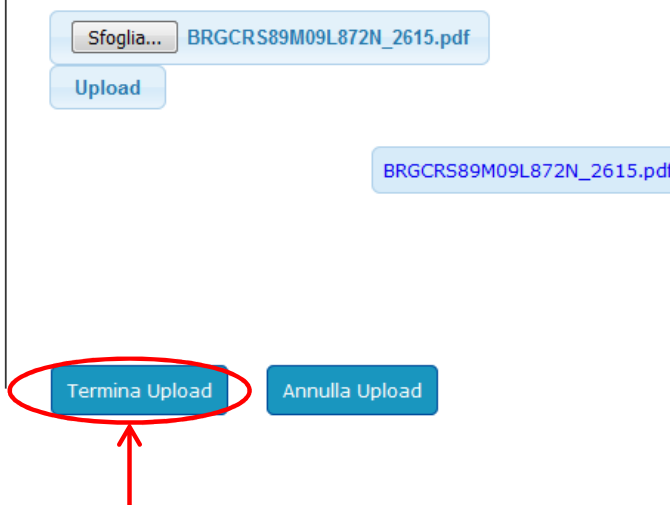 Sfoglia... BRGCRS89M09L872N_2615.pdf
Upload
BRGCRS89M09L872N_2615.pdf
Termina Upload Annulla Upload